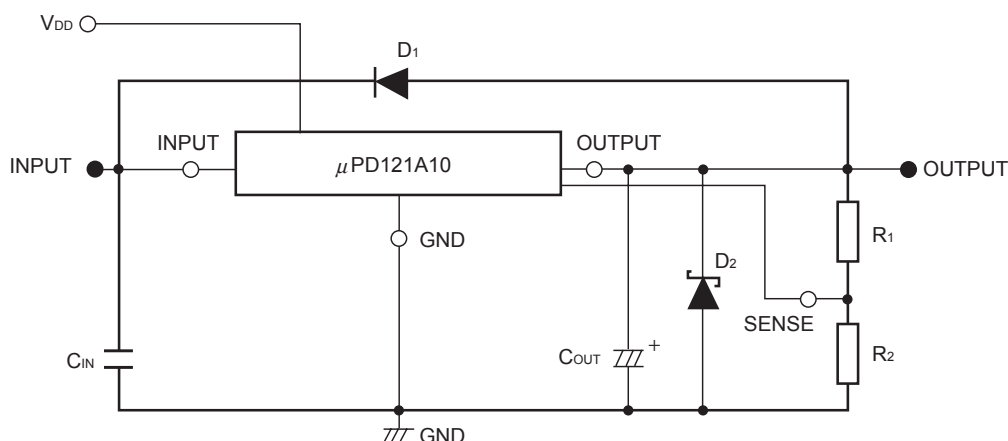 VDD
D1
INPUT
INPUT
μPD121A10
OUTPUT
OUTPUT
R1
GND
D2
SENSE
CIN
COUT
+
R2
GND